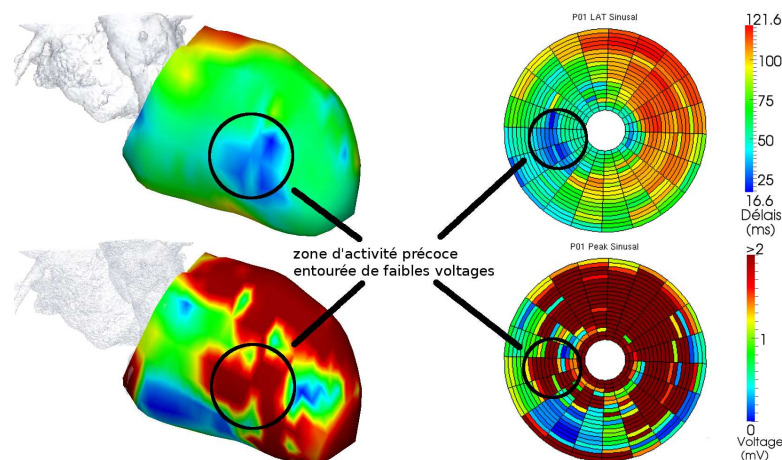 P01 LAT Sinusal
121.6
100
75
50
25
16.6
Délais
(ms)
zone d'activité précoce
entourée de faibles voltages
P01 Peak Sinusal
>2
1
0
Voltage
(mV)